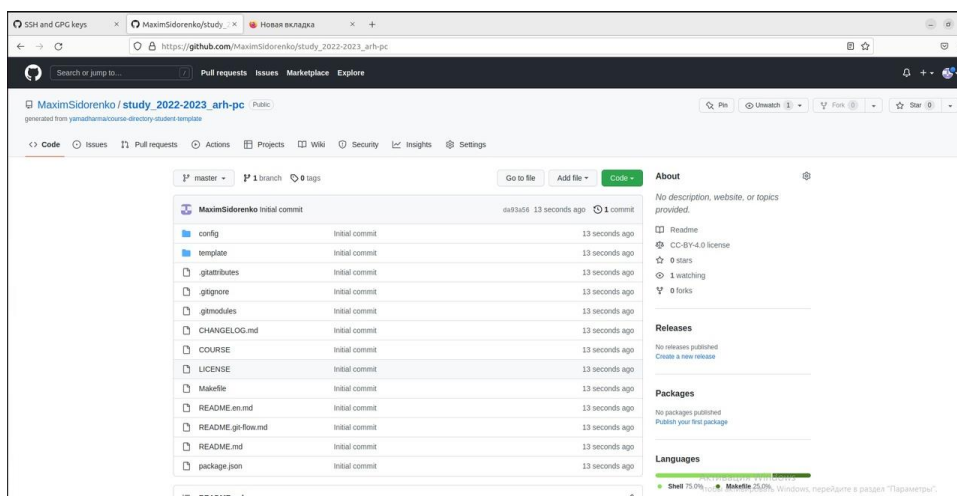 SSH and GPG keys
MaximSidorenko/study_2
Новая вкладка
https://github.com/MaximSidorenko/study_2022-2023_arh-pc
Search or jump to...
/
Pull requests Issues Marketplace Explore
MaximSidorenko / study_2022-2023_arh-pc Public
Pin Unwatch 1 Fork 0 Star 0
generated from yamadharma/course-directory-student-template
Code Issues Pull requests Actions Projects Wiki Security Insights Settings
master 1 branch 0 tags Go to file Add file Code
MaximSidorenko Initial commit da93a56 13 seconds ago 1 commit
config Initial commit 13 seconds ago
template Initial commit 13 seconds ago
.gitattributes Initial commit 13 seconds ago
.gitignore Initial commit 13 seconds ago
.gitmodules Initial commit 13 seconds ago
CHANGELOG.md Initial commit 13 seconds ago
COURSE Initial commit 13 seconds ago
LICENSE Initial commit 13 seconds ago
Makefile Initial commit 13 seconds ago
README.en.md Initial commit 13 seconds ago
README.git-flow.md Initial commit 13 seconds ago
README.md Initial commit 13 seconds ago
package.json Initial commit 13 seconds ago
About
No description, website, or topics
provided.
Readme
CC-BY-4.0 license
0 stars
1 watching
0 forks
Releases
No releases published
Create a new release
Packages
No packages published
Publish your first package
Languages
Shell 75.0% Makefile 25.0%
Windows, перейдите в раздел "Параметры".